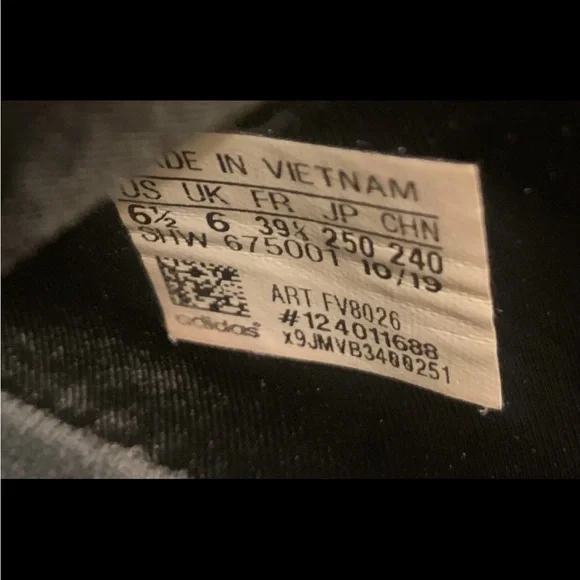 IN VIETNAM
US UK FR JP CHN
6½ 6 39⅓ 250 240
SHW 675001 10/19
ART FV8026
#124011688
adidas
x9JMVB3400251